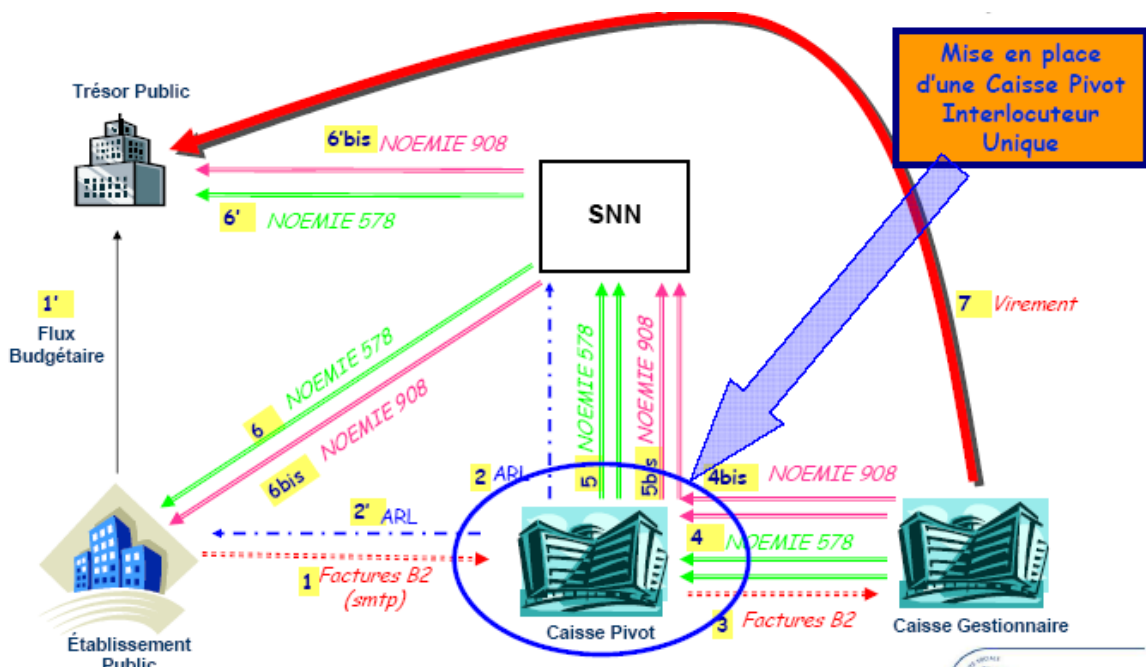 Mise en place
d'une Caisse Pivot
Interlocuteur
Unique
Trésor Public
6'bis NOEMIE 908
6' NOEMIE 578
SNN
1'
Flux
Budgétaire
7 Virement
6 NOEMIE 578
6bis NOEMIE 908
5 NOEMIE 578
5bis NOEMIE 908
2 ARL
4bis NOEMIE 908
2' ARL
4 NOEMIE 578
1 Factures B2
(smtp)
3 Factures B2
Caisse Pivot
Caisse Gestionnaire
Établissement
Public